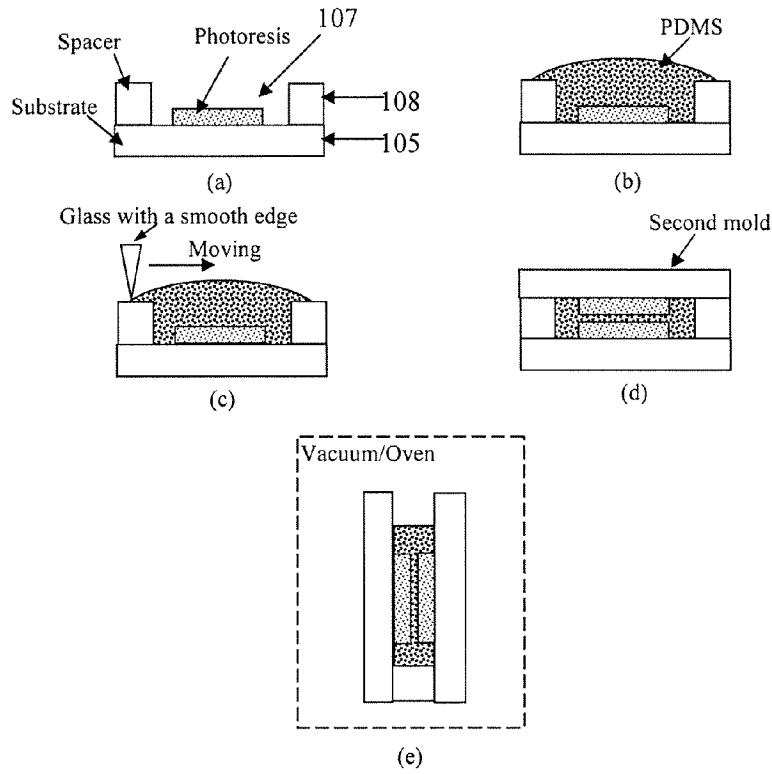 107
Photoresis
Spacer
108
Substrate
105
(a)
PDMS
(b)
Glass with a smooth edge
Moving
(c)
Second mold
(d)
Vacuum/Oven
(e)